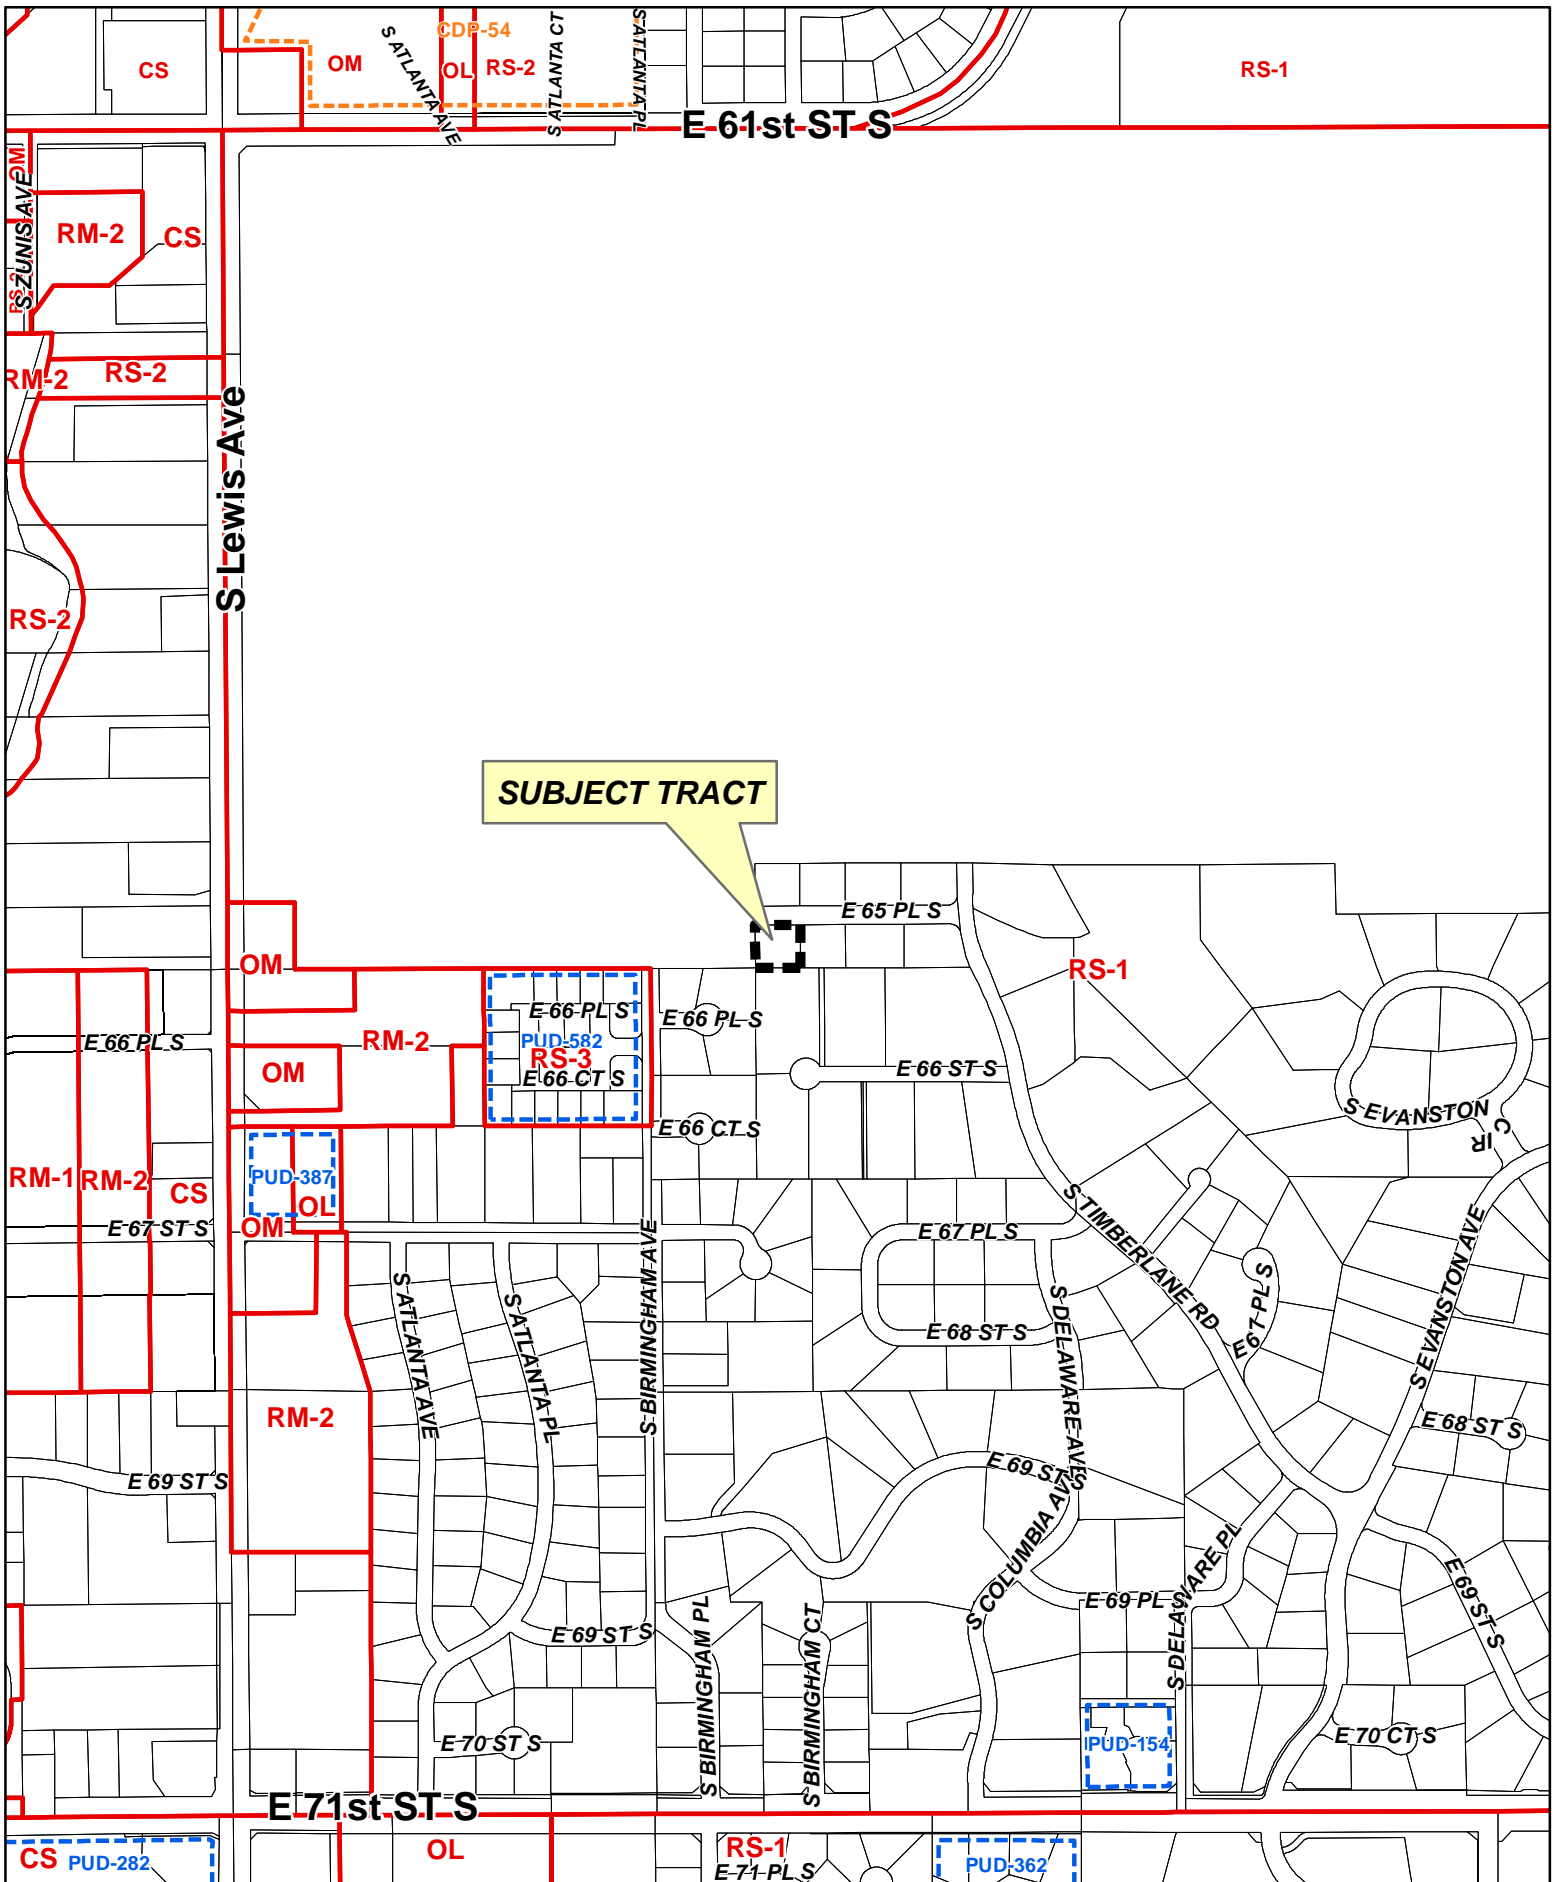 CDP-54
S ATLANTA AVE
S ATLANTA CT
S ATLANTA PL
CS
OM
OL
RS-2
RS-1
E 61st ST S
OM
S ZUNIS AVE
RM-2
CS
RS-2
RM-2
RS-2
S Lewis Ave
RS-2
SUBJECT TRACT
E 65 PL S
OM
RS-1
E 66 PL S
E 66 PL S
PUD-582
RM-2
E 66 PL S
RS-3
OM
E 66 CT S
E 66 ST S
S EVANSTON CIR
E 66 CT S
PUD-387
RM-1
RM-2
CS
OL
OM
E 67 ST S
S TIMBERLANE RD
E 67 PL S
S BIRMINGHAM AVE
S EVANSTON AVE
E 67 PL S
S ATLANTA AVE
S ATLANTA PL
S DELAWARE AVE
E 68 ST S
RM-2
E 68 ST S
E 69 ST S
E 69 ST S
S COLUMBIA AVE
S DELAWARE PL
E 69 ST S
E 69 PL S
E 69 ST S
S BIRMINGHAM PL
S BIRMINGHAM CT
E 70 ST S
PUD-154
E 70 CT S
E 71st ST S
CS
PUD-282
OL
RS-1
E 71 PL S
PUD-362